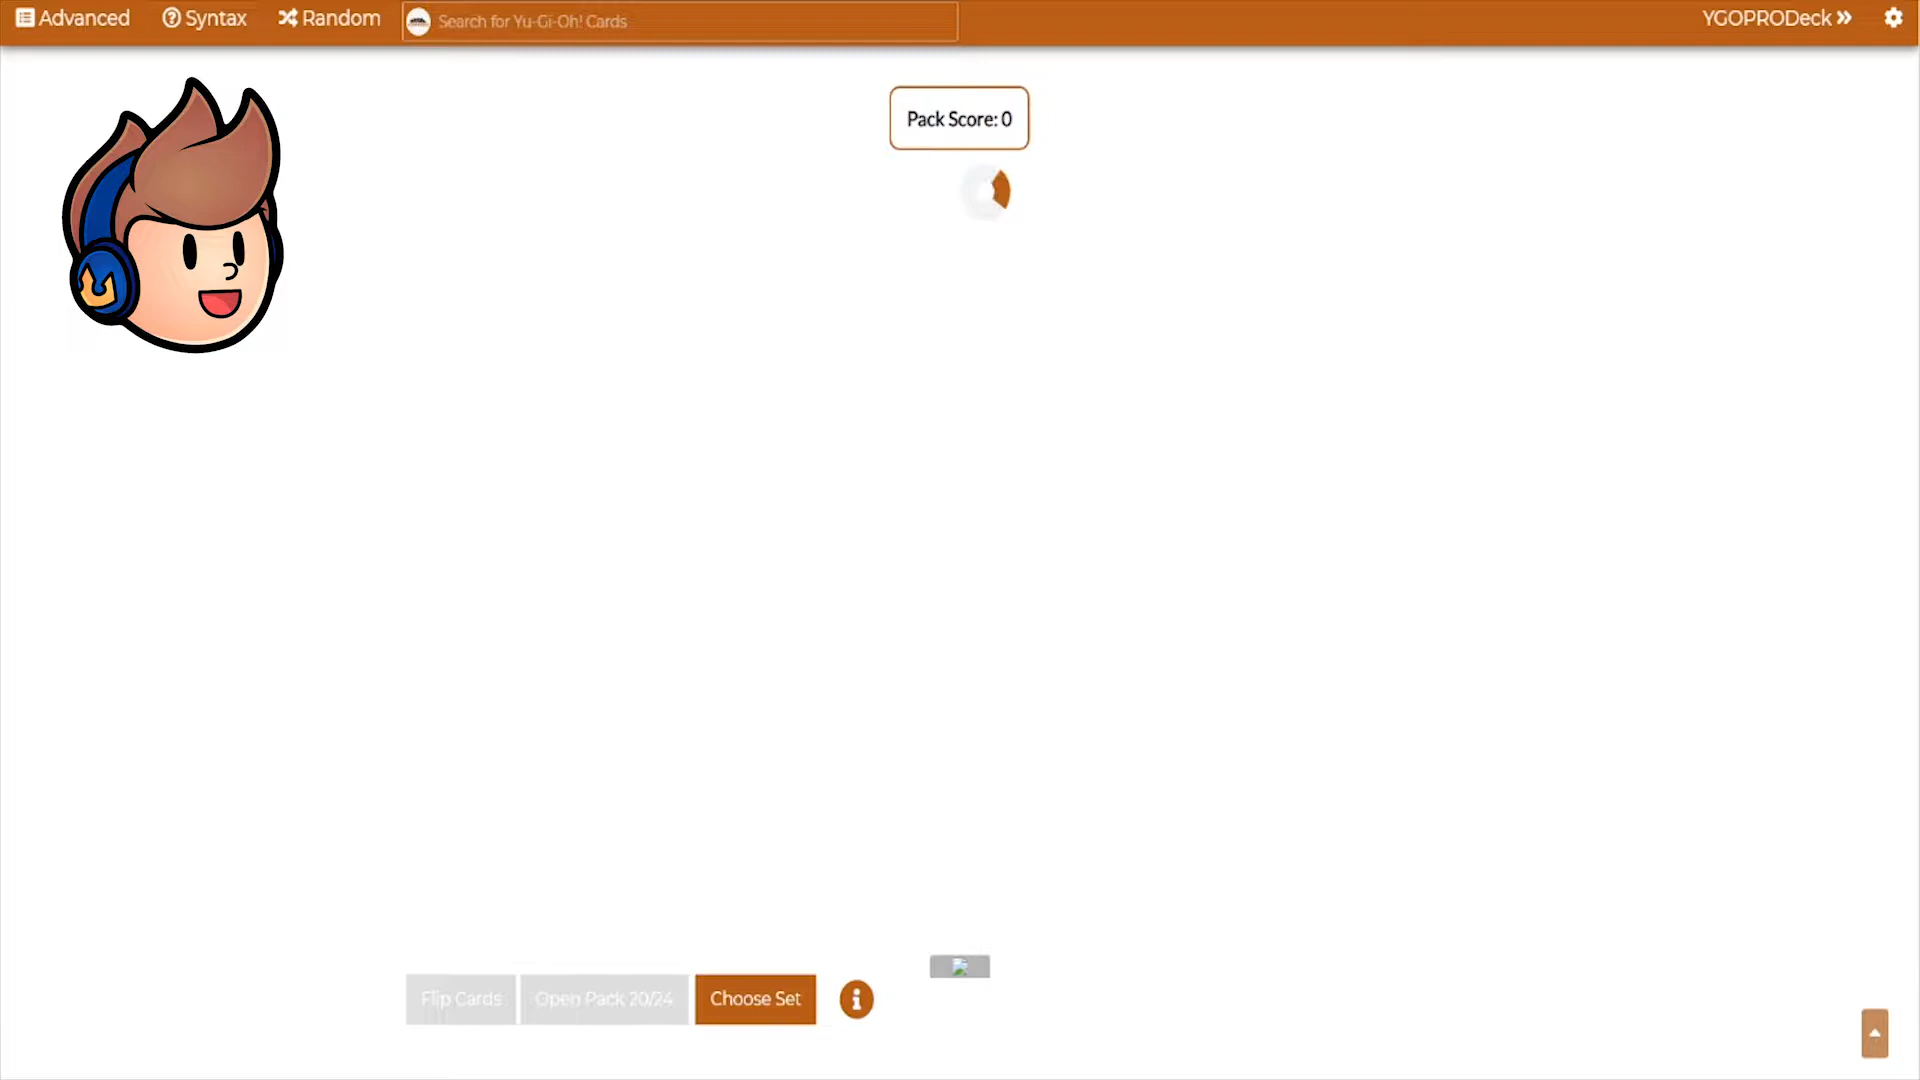 Advanced
Syntax
Random
Search for Yu-Gi-Oh! Cards
YGOPRODeck
Pack Score: 0
Flip Cards
Open Pack 20/24
Choose Set